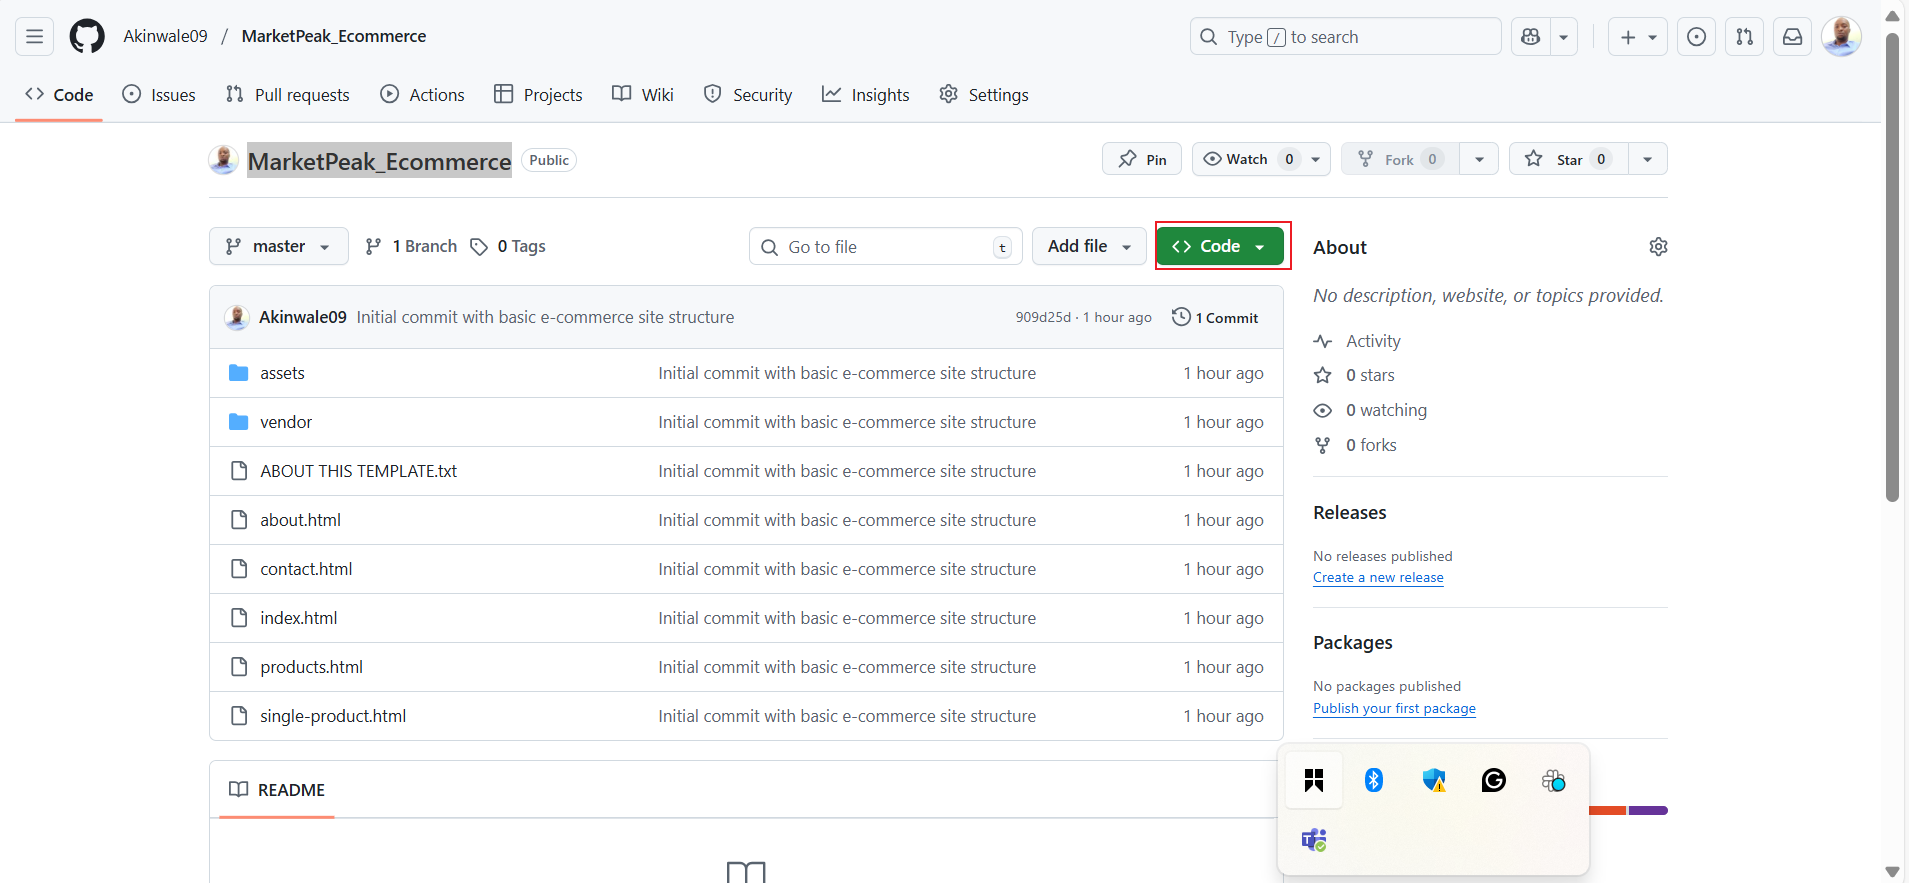 Akinwale09 / MarketPeak_Ecommerce
Type / to search
Code Issues Pull requests Actions Projects Wiki Security Insights Settings
MarketPeak_Ecommerce Public
Pin Watch 0 Fork 0 Star 0
master 1 Branch 0 Tags
Go to file t
Add file
Code
Akinwale09 Initial commit with basic e-commerce site structure 909d25d · 1 hour ago 1 Commit
assets Initial commit with basic e-commerce site structure 1 hour ago
vendor Initial commit with basic e-commerce site structure 1 hour ago
ABOUT THIS TEMPLATE.txt Initial commit with basic e-commerce site structure 1 hour ago
about.html Initial commit with basic e-commerce site structure 1 hour ago
contact.html Initial commit with basic e-commerce site structure 1 hour ago
index.html Initial commit with basic e-commerce site structure 1 hour ago
products.html Initial commit with basic e-commerce site structure 1 hour ago
single-product.html Initial commit with basic e-commerce site structure 1 hour ago
README
About
No description, website, or topics provided.
Activity
0 stars
0 watching
0 forks
Releases
No releases published
Create a new release
Packages
No packages published
Publish your first package